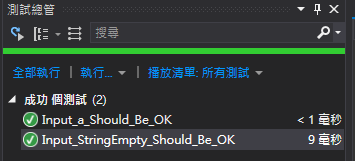 測試總管
搜尋
全部執行 | 執行... | 播放清單: 所有測試
成功 個測試 (2)
Input_a_Should_Be_OK < 1 毫秒
Input_StringEmpty_Should_Be_OK 9 毫秒